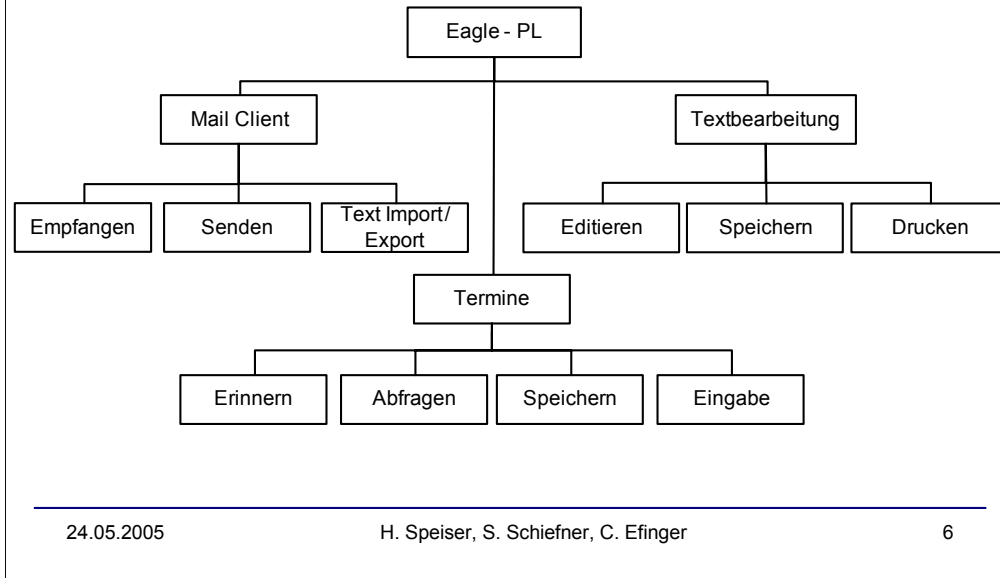 Eagle - PL
Mail Client
Textbearbeitung
Empfangen
Senden
Text Import/
Export
Editieren
Speichern
Drucken
Termine
Erinnern
Abfragen
Speichern
Eingabe
24.05.2005
H. Speiser, S. Schiefner, C. Efinger
6